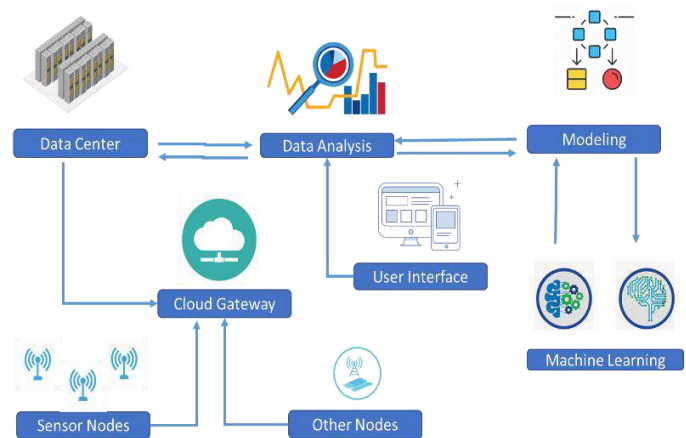 Data Center
Data Analysis
Modeling
User Interface
Cloud Gateway
Machine Learning
Sensor Nodes
Other Nodes